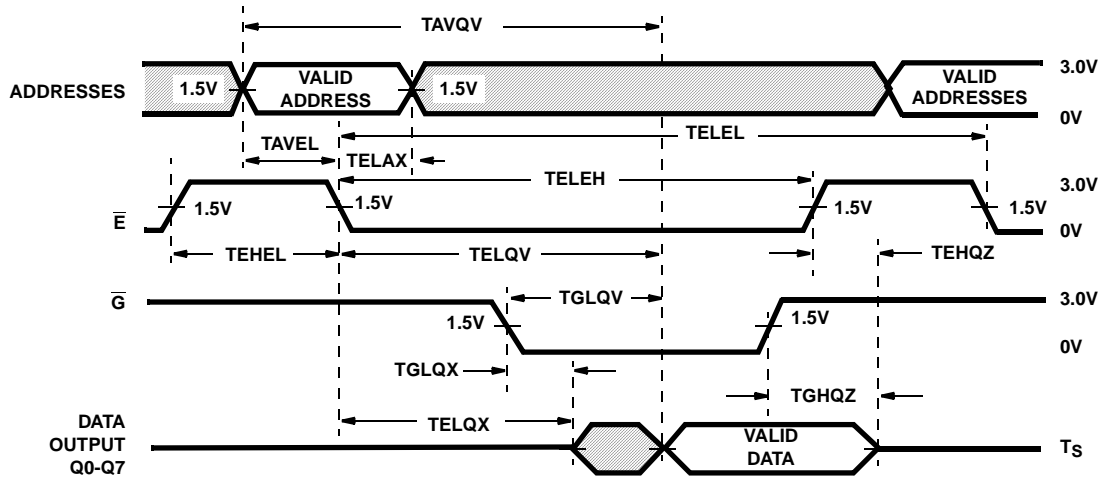 TAVQV
ADDRESSES
1.5V
VALID
ADDRESS
1.5V
VALID
ADDRESSES
3.0V
0V
TAVEL
TELAX
TELEL
TELEH
E
1.5V
1.5V
1.5V
3.0V
0V
TEHEL
TELQV
TEHQZ
G
TGLQV
1.5V
1.5V
3.0V
0V
TGLQX
TGHQZ
TELQX
DATA
OUTPUT
Q0-Q7
VALID
DATA
TS